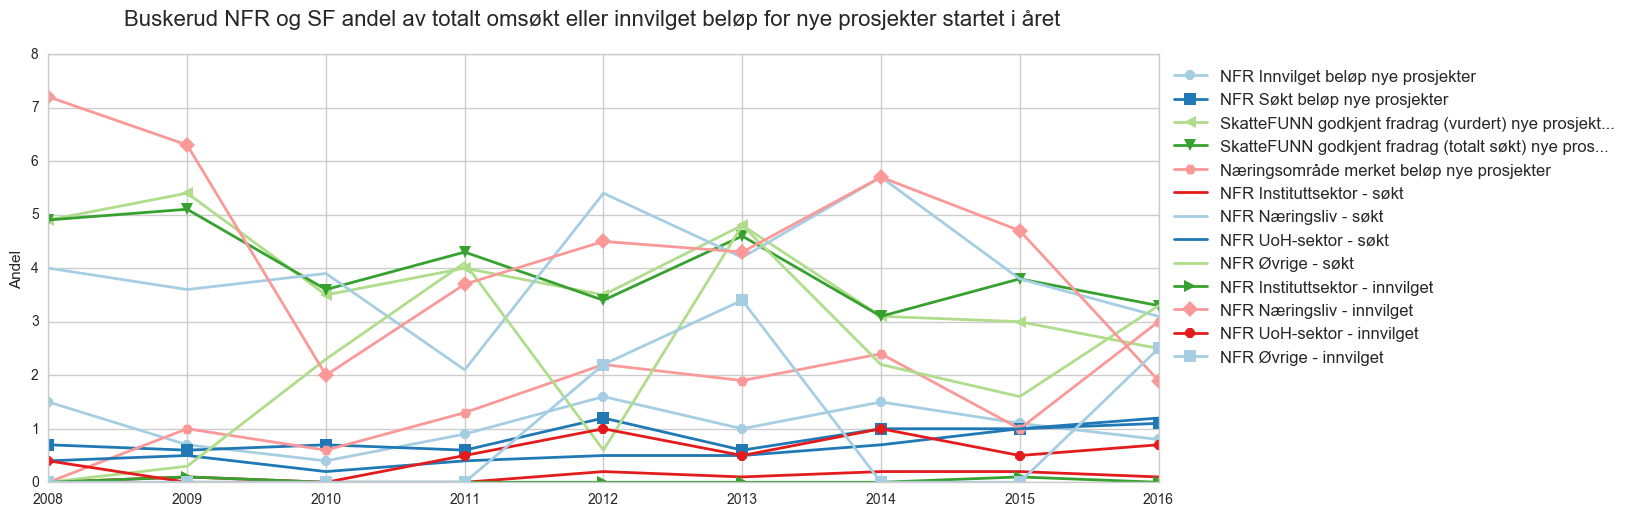 Buskerud NFR og SF andel av totalt omsøkt eller innvilget beløp for nye prosjekter startet i året
8
7
6
5
4
3
2
1
0
Andel
2008 2009 2010 2011 2012 2013 2014 2015 2016
NFR Innvilget beløp nye prosjekter
NFR Søkt beløp nye prosjekter
SkatteFUNN godkjent fradrag (vurdert) nye prosjekt...
SkatteFUNN godkjent fradrag (totalt søkt) nye pros...
Næringsområde merket beløp nye prosjekter
NFR Instituttsektor - søkt
NFR Næringsliv - søkt
NFR UoH-sektor - søkt
NFR Øvrige - søkt
NFR Instituttsektor - innvilget
NFR Næringsliv - innvilget
NFR UoH-sektor - innvilget
NFR Øvrige - innvilget